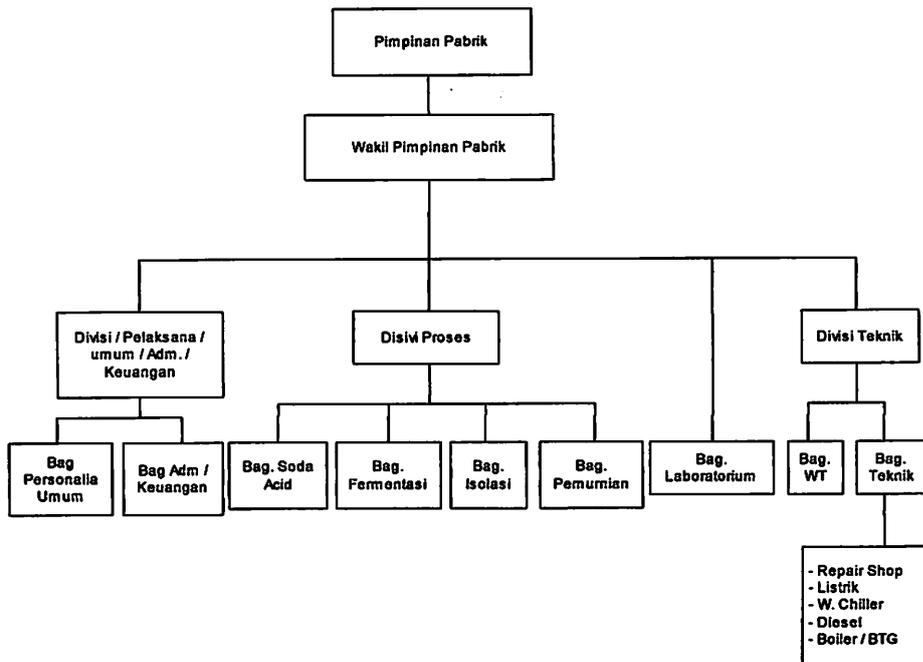 Pimpinan Pabrik
Wakil Pimpinan Pabrik
Divisi / Pelaksana /
umum / Adm. /
Keuangan
Disivi Proses
Divisi Teknik
Bag
Personalia
Umum
Bag Adm /
Keuangan
Bag. Soda
Acid
Bag.
Fermentasi
Bag.
Isolasi
Bag.
Pemurnian
Bag.
Laboratorium
Bag.
WT
Bag.
Teknik
- Repair Shop
- Listrik
- W. Chiller
- Diesel
- Boiler / BTG